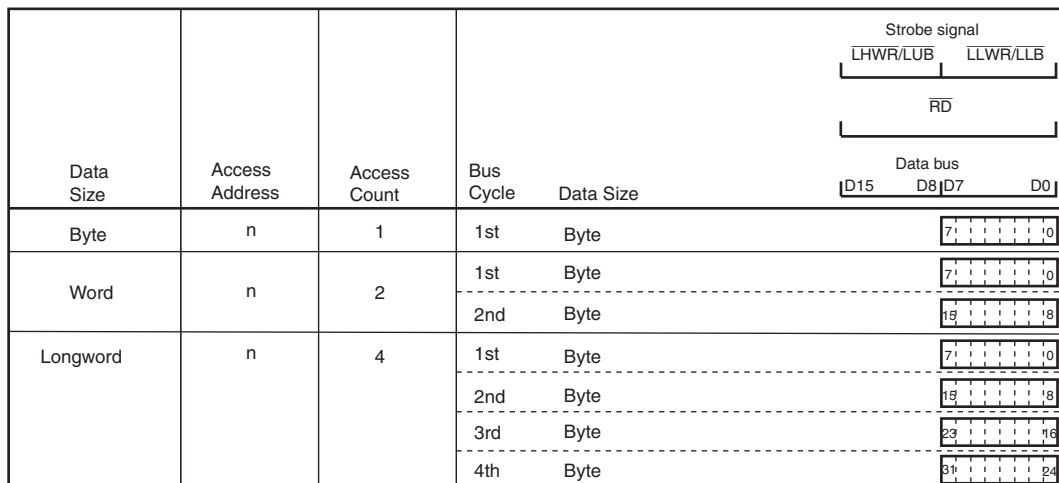 Strobe signal
LHWR/LUB LLWR/LLB
RD
Data Size Access Address Access Count Bus Cycle Data Size Data bus
D15 D8 D7 D0
Byte n 1 1st Byte 7 0
Word n 2 1st Byte 7 0
2nd Byte 15 8
Longword n 4 1st Byte 7 0
2nd Byte 15 8
3rd Byte 23 16
4th Byte 31 24